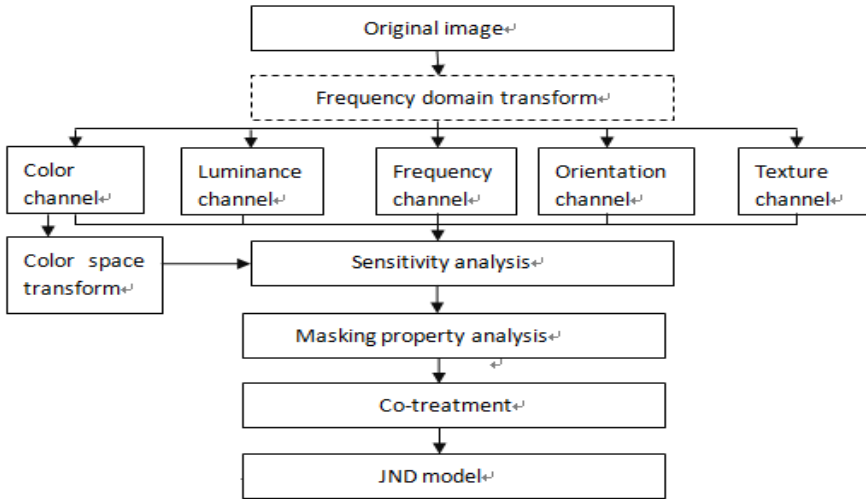 Original image↵
Frequency domain transform↵
Color
channel↵
Luminance
channel↵
Frequency
channel↵
Orientation
channel↵
Texture
channel↵
Color space
transform↵
Sensitivity analysis↵
Masking property analysis↵
↵
Co-treatment↵
JND model↵